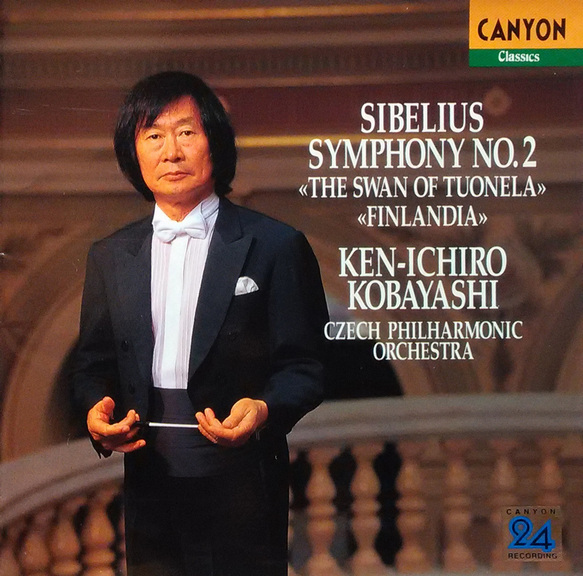 CANYON
Classics
SIBELIUS
SYMPHONY NO.2
«THE SWAN OF TUONELA»
«FINLANDIA»
KEN-ICHIRO
KOBAYASHI
CZECH PHILHARMONIC
ORCHESTRA
CANYON
24
RECORDING